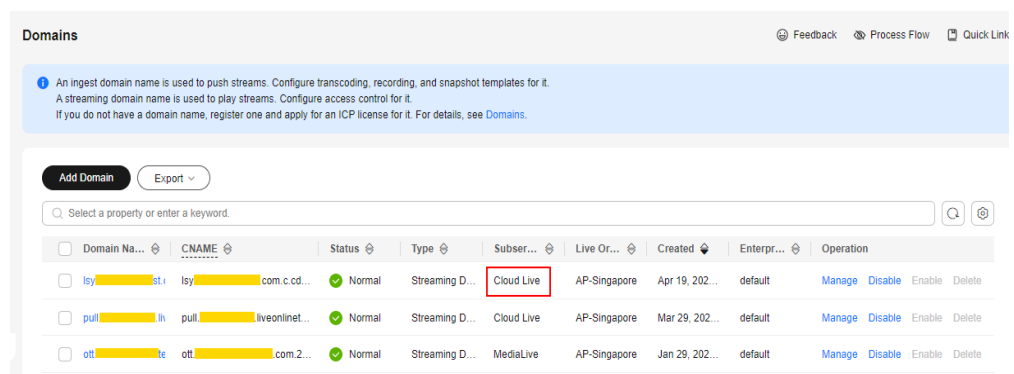 Domains
Feedback Process Flow Quick Link
An ingest domain name is used to push streams. Configure transcoding, recording, and snapshot templates for it.
A streaming domain name is used to play streams. Configure access control for it.
If you do not have a domain name, register one and apply for an ICP license for it. For details, see Domains.
Add Domain Export
Select a property or enter a keyword.
Domain Na... CNAME Status Type Subser... Live Or... Created Enterpr... Operation
lsy st. lsy .com.c.cd... Normal Streaming D... Cloud Live AP-Singapore Apr 19, 202... default Manage Disable Enable Delete
pull .liv pull. .liveonlinet... Normal Streaming D... Cloud Live AP-Singapore Mar 29, 202... default Manage Disable Enable Delete
ott. te ott. .com.2... Normal Streaming D... MediaLive AP-Singapore Jan 29, 202... default Manage Disable Enable Delete